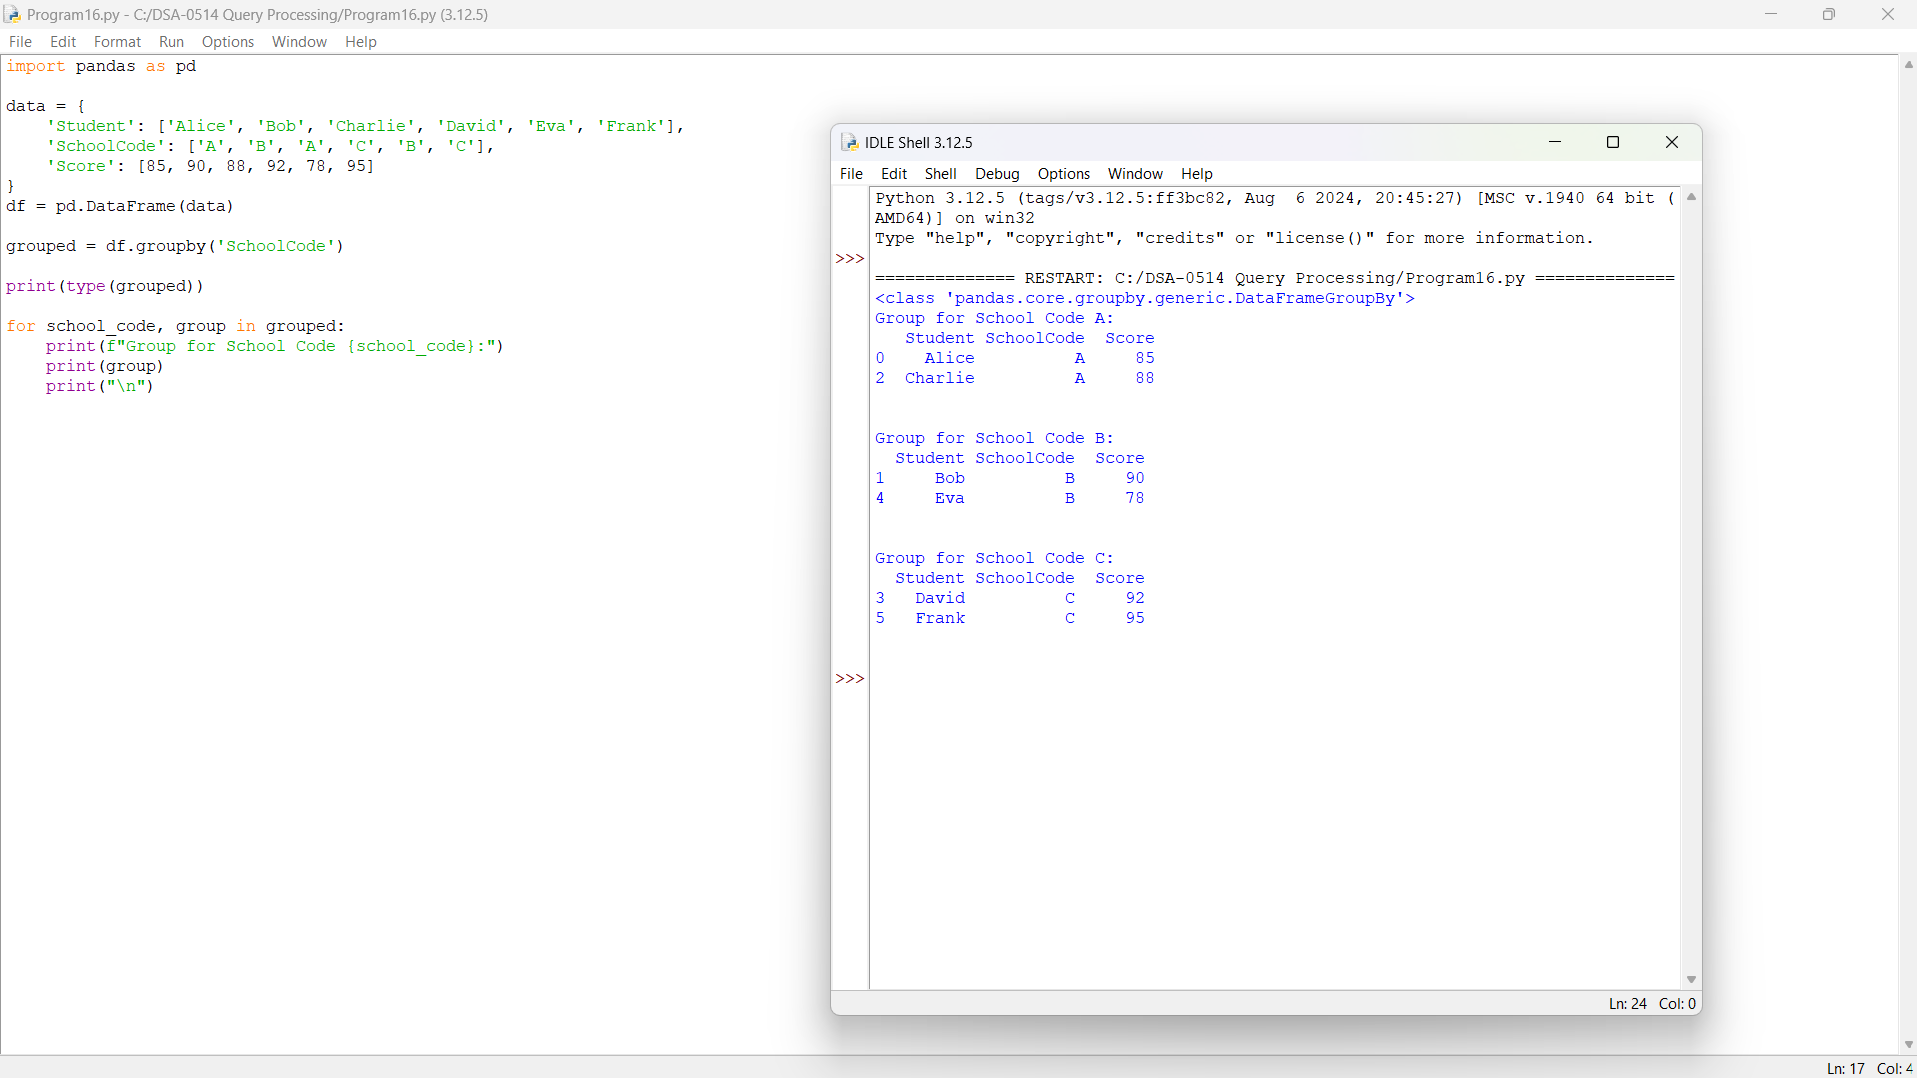 Program16.py - C:/DSA-0514 Query Processing/Program16.py (3.12.5)
File Edit Format Run Options Window Help
import pandas as pd
data = {
    'Student': ['Alice', 'Bob', 'Charlie', 'David', 'Eva', 'Frank'],
    'SchoolCode': ['A', 'B', 'A', 'C', 'B', 'C'],
    'Score': [85, 90, 88, 92, 78, 95]
}
df = pd.DataFrame(data)
grouped = df.groupby('SchoolCode')
print(type(grouped))
for school_code, group in grouped:
    print(f"Group for School Code {school_code}:")
    print(group)
    print("\n")
IDLE Shell 3.12.5
File Edit Shell Debug Options Window Help
Python 3.12.5 (tags/v3.12.5:ff3bc82, Aug  6 2024, 20:45:27) [MSC v.1940 64 bit (
AMD64)] on win32
Type "help", "copyright", "credits" or "license()" for more information.
>>>
============== RESTART: C:/DSA-0514 Query Processing/Program16.py ==============
<class 'pandas.core.groupby.generic.DataFrameGroupBy'>
Group for School Code A:
   Student SchoolCode  Score
0    Alice          A     85
2  Charlie          A     88
Group for School Code B:
  Student SchoolCode  Score
1     Bob          B     90
4     Eva          B     78
Group for School Code C:
  Student SchoolCode  Score
3   David          C     92
5   Frank          C     95
>>>
Ln: 24 Col: 0
Ln: 17 Col: 4